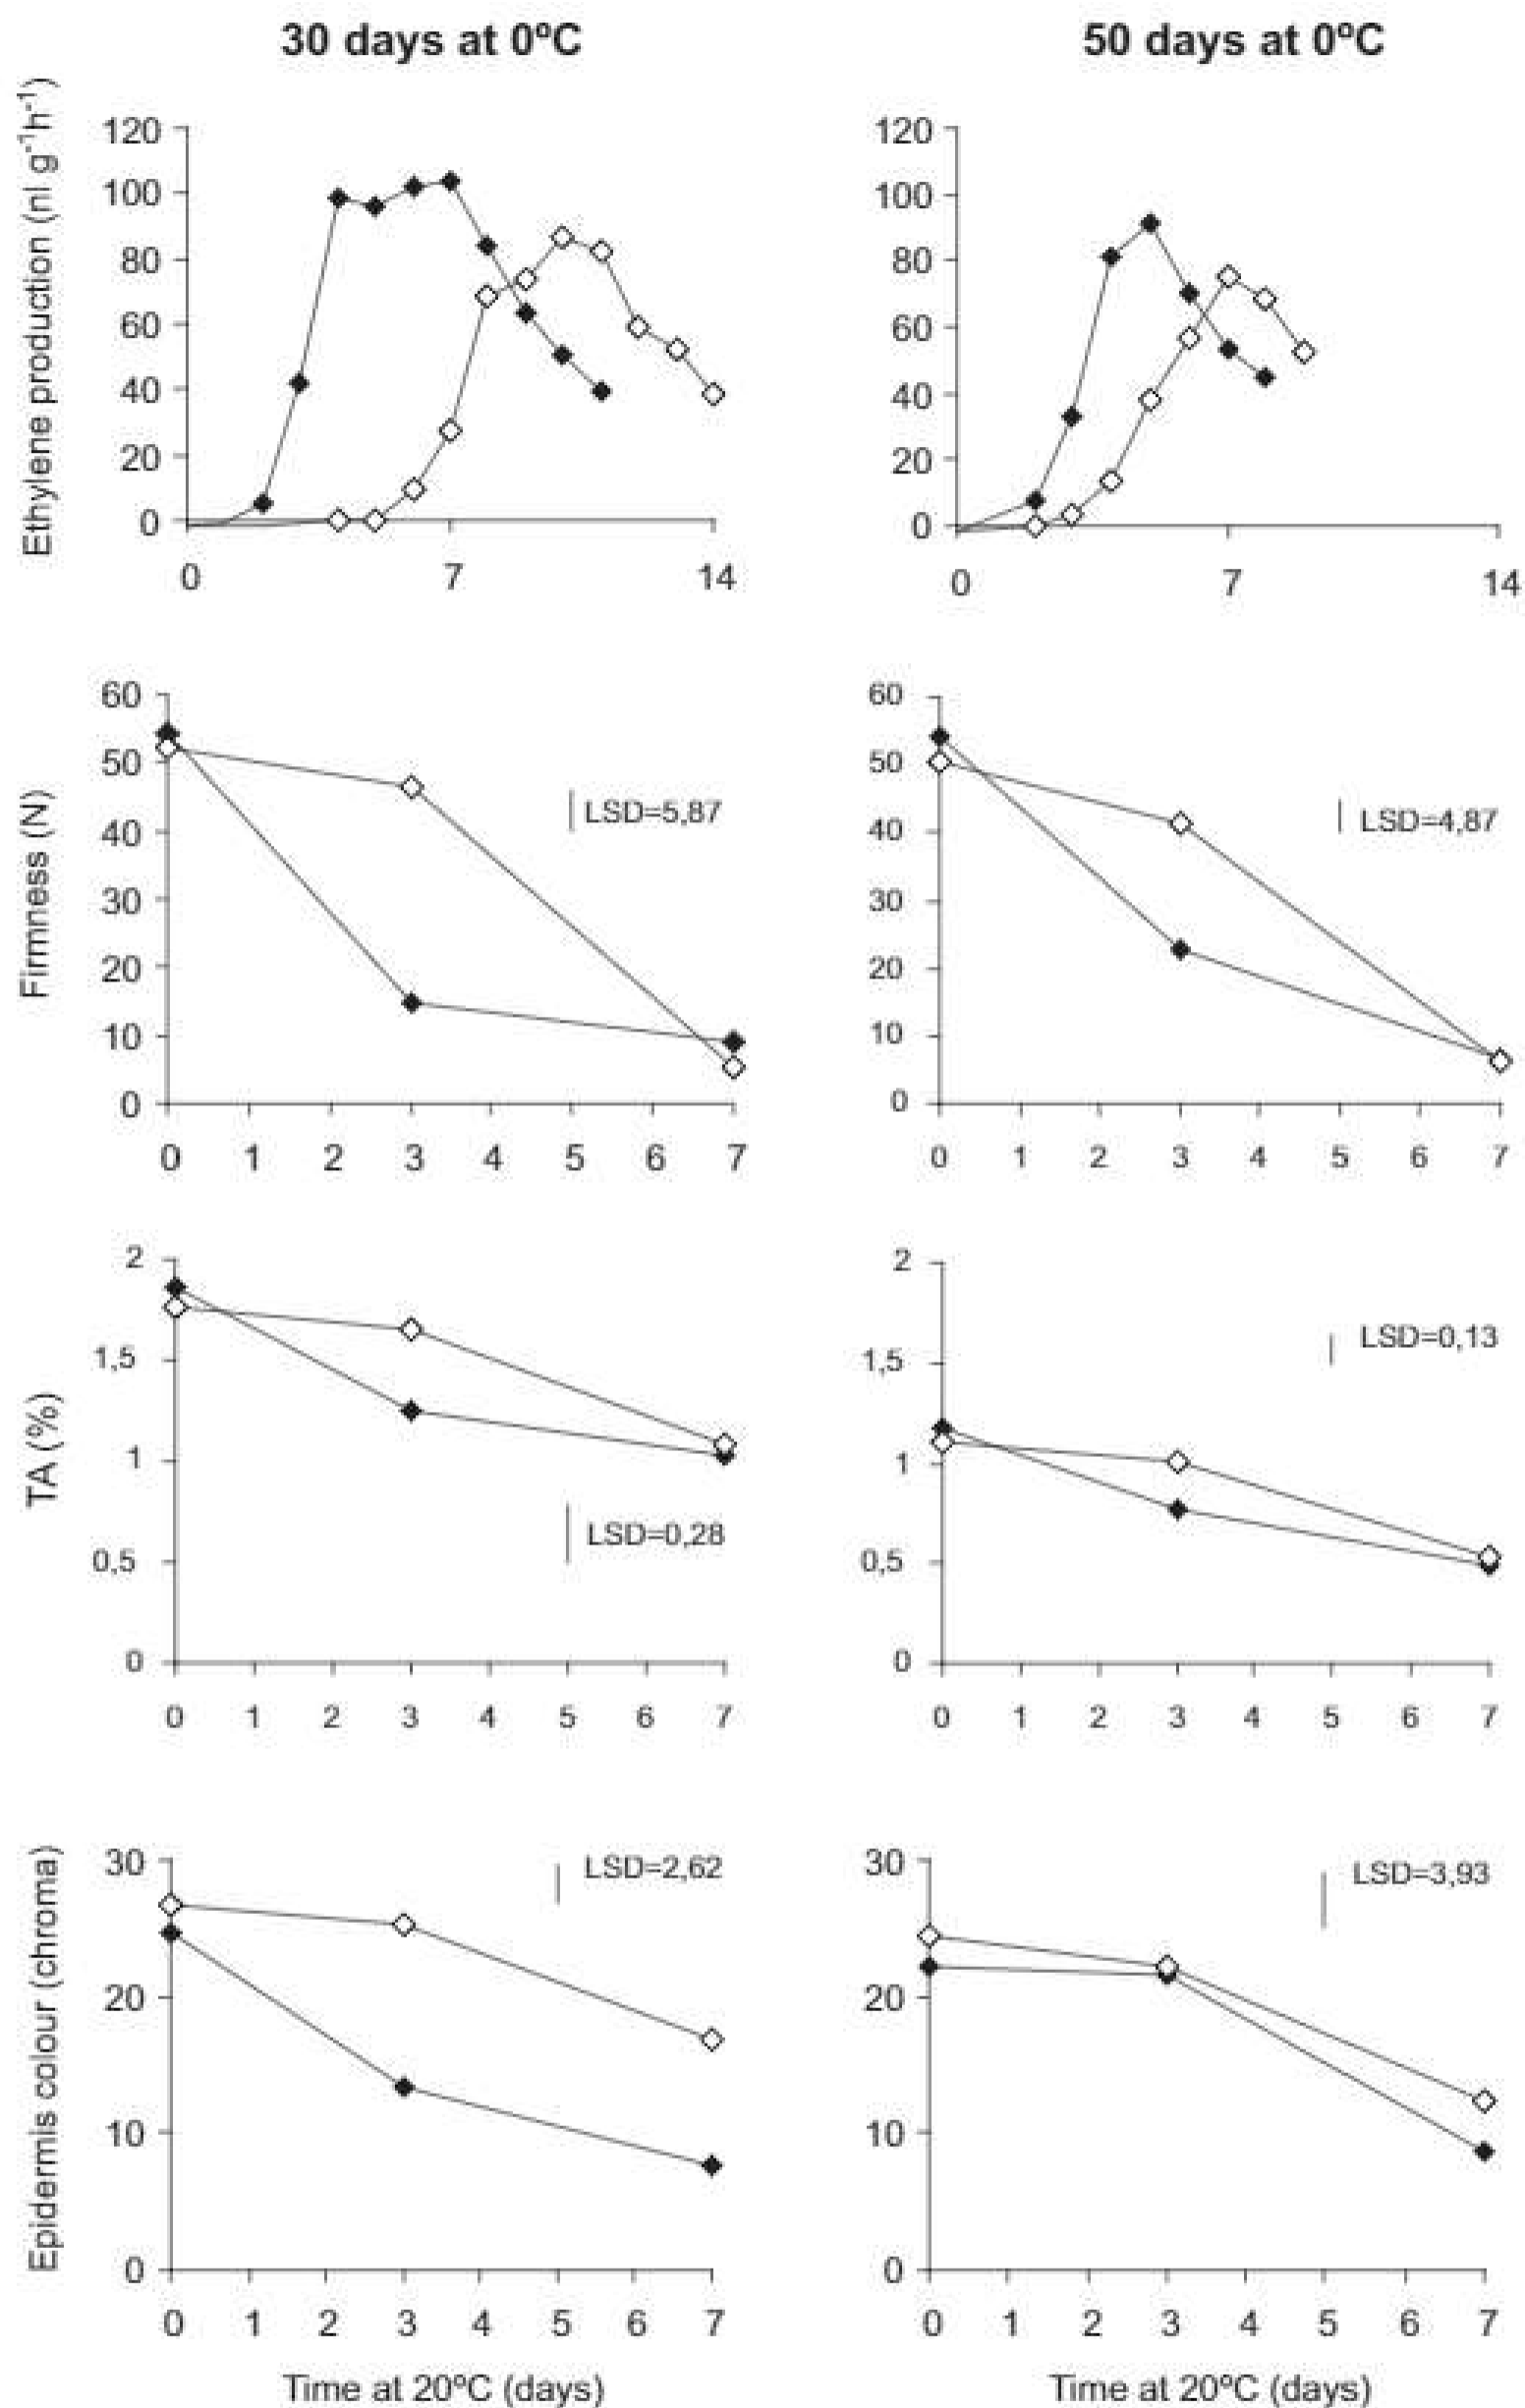 30 days at 0ºC
50 days at 0ºC
Ethylene production (nl g-1h-1)
120
100
80
60
40
20
0
0 7 14
120
100
80
60
40
20
0
0 7 14
Firmness (N)
60
50
40
30
20
10
0
LSD=5,87
0 1 2 3 4 5 6 7
60
50
40
30
20
10
0
LSD=4,87
0 1 2 3 4 5 6 7
TA (%)
2
1,5
1
0,5
0
LSD=0,28
0 1 2 3 4 5 6 7
2
1,5
1
0,5
0
LSD=0,13
0 1 2 3 4 5 6 7
Epidermis colour (chroma)
30
20
10
0
LSD=2,62
0 1 2 3 4 5 6 7
Time at 20ºC (days)
30
20
10
0
LSD=3,93
0 1 2 3 4 5 6 7
Time at 20ºC (days)